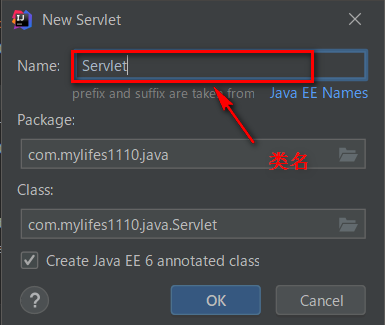 New Servlet
Name:
Servlet
prefix and suffix are taken from Java EE Names
类名
Package:
com.mylifes1110.java
Class:
com.mylifes1110.java.Servlet
Create Java EE 6 annotated class
?
OK
Cancel